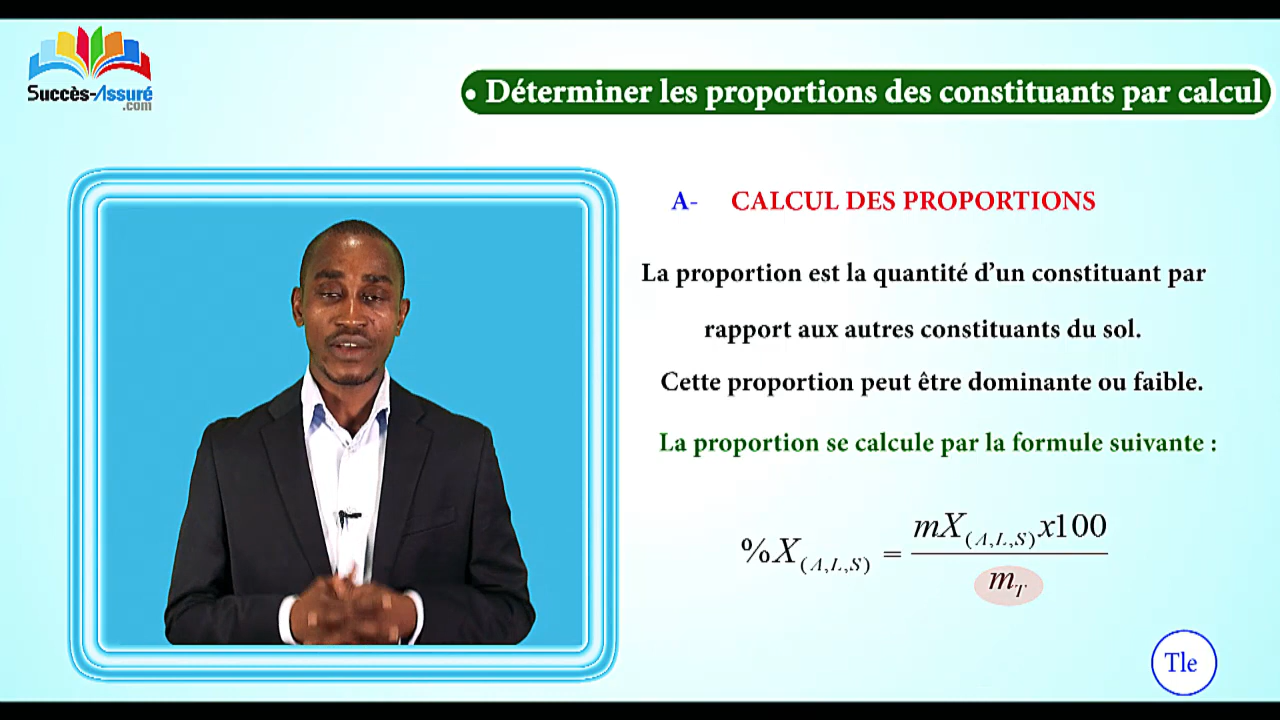 Succès-Assuré
.com
• Déterminer les proportions des constituants par calcul
A- CALCUL DES PROPORTIONS
La proportion est la quantité d’un constituant par
rapport aux autres constituants du sol.
Cette proportion peut être dominante ou faible.
La proportion se calcule par la formule suivante :
%X(A,L,S) = mX(A,L,S)x100
mT
Tle